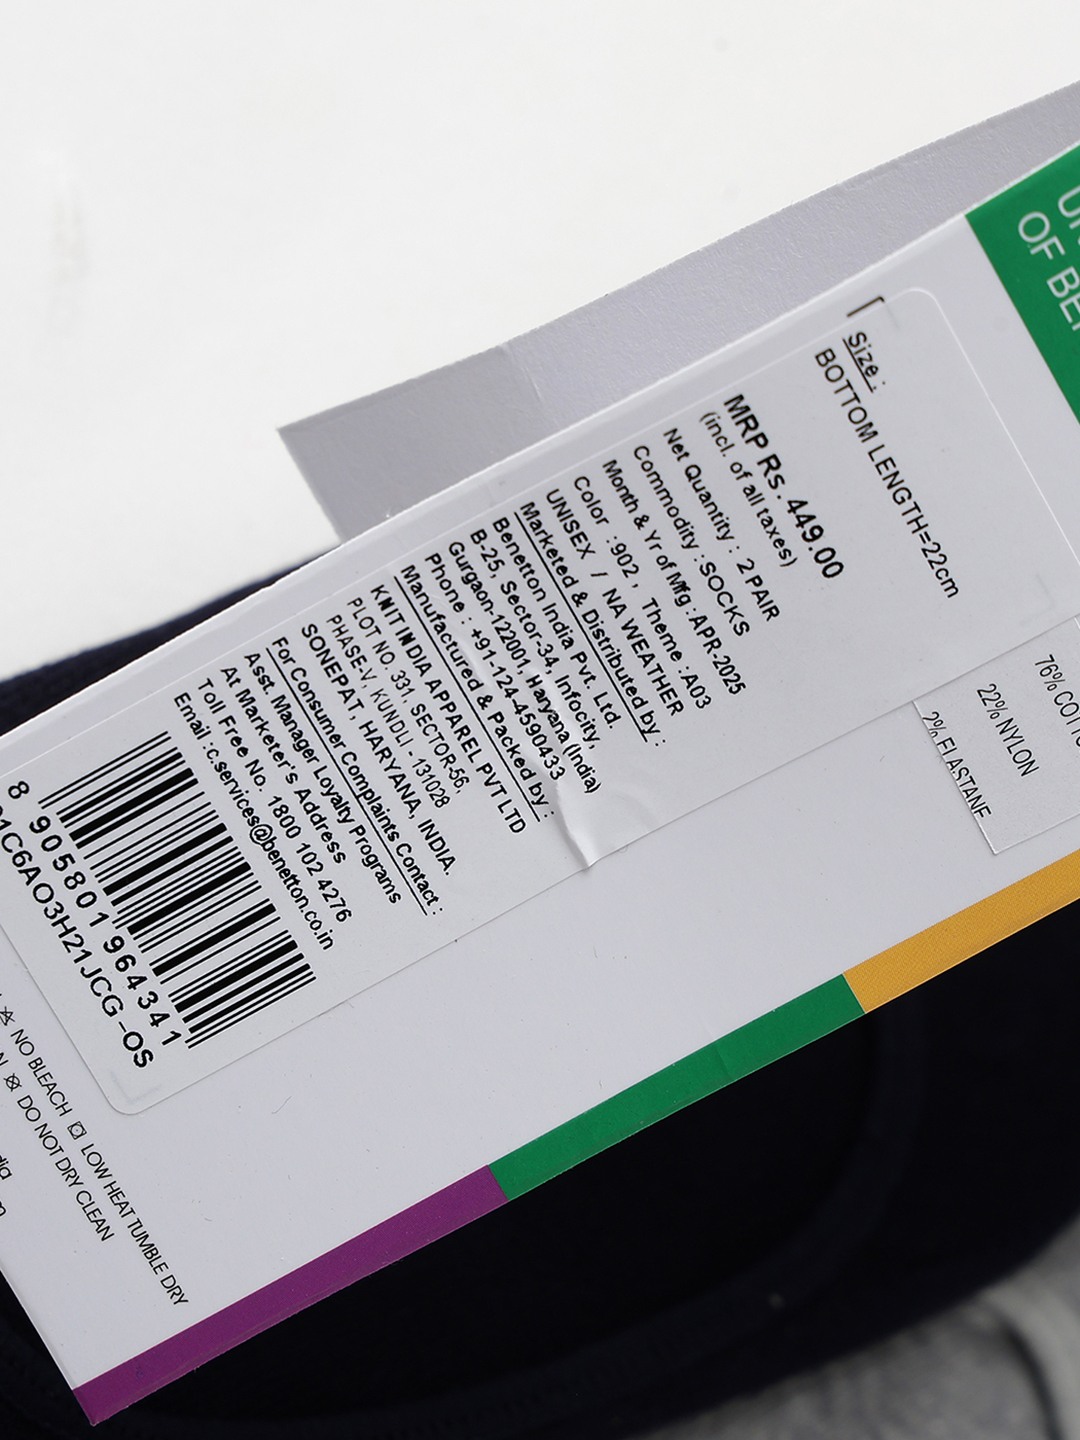 OF
Size :
BOTTOM LENGTH=22cm
MRP Rs. 449.00
(incl. of all taxes)
Net Quantity : 2 PAIR
Commodity : SOCKS
Month & Yr of Mfg : APR-2025
Color : 902 , Theme : A03
UNISEX / NA WEATHER
Marketed & Distributed by :
Benetton India Pvt. Ltd.
B-25, Sector-34, Infocity,
Gurgaon-122001, Haryana (India)
Phone : +91-124-4590433
Manufactured & Packed by :
KNIT INDIA APPAREL PVT LTD
PLOT NO. 331, SECTOR-56,
PHASE-V, KUNDLI - 131028
SONEPAT, HARYANA, INDIA.
For Consumer Complaints Contact :
Asst. Manager Loyalty Programs
At Marketer's Address
Toll Free No. 1800 102 4276
Email :c.services@benetton.co.in
8 905801 964341
1C6AO3H21JCG-OS
76%
22% NYLON
2% ELASTANE
NO BLEACH LOW HEAT TUMBLE DRY
DO NOT DRY CLEAN